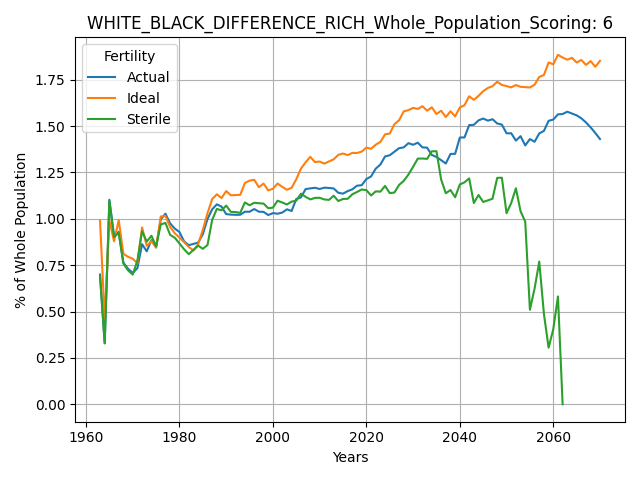 WHITE_BLACK_DIFFERENCE_RICH_Whole_Population_Scoring: 6
Fertility
Actual
Ideal
Sterile
% of Whole Population
1.75
1.50
1.25
1.00
0.75
0.50
0.25
0.00
1960 1980 2000 2020 2040 2060
Years